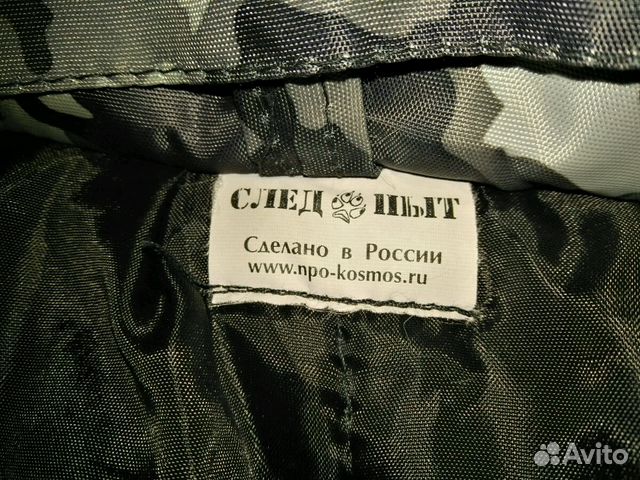 СЛЕД ПЫТ
Сделано в России
www.npo-kosmos.ru
Avito